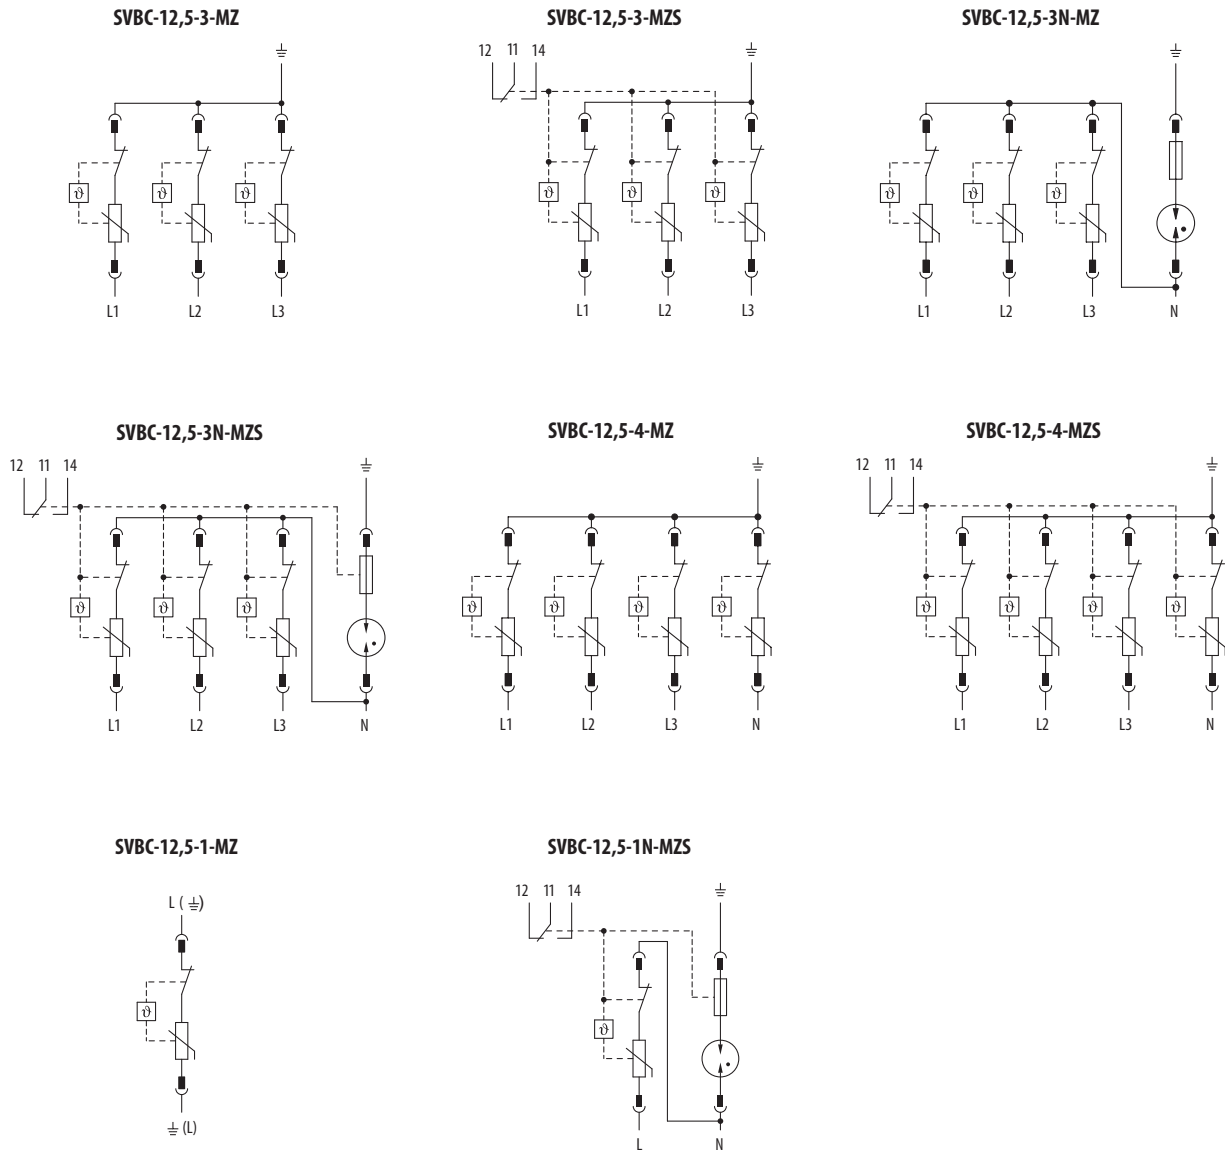 SVBC-12,5-3-MZ
SVBC-12,5-3-MZS
SVBC-12,5-3N-MZ
12 11 14
ϑ ϑ ϑ
ϑ ϑ ϑ
ϑ ϑ ϑ
L1 L2 L3
L1 L2 L3
L1 L2 L3 N
SVBC-12,5-3N-MZS
SVBC-12,5-4-MZ
SVBC-12,5-4-MZS
12 11 14
12 11 14
ϑ ϑ ϑ
ϑ ϑ ϑ ϑ
ϑ ϑ ϑ ϑ
L1 L2 L3 N
L1 L2 L3 N
L1 L2 L3 N
SVBC-12,5-1-MZ
SVBC-12,5-1N-MZS
L (⏚)
12 11 14
ϑ
ϑ
⏚ (L)
L N